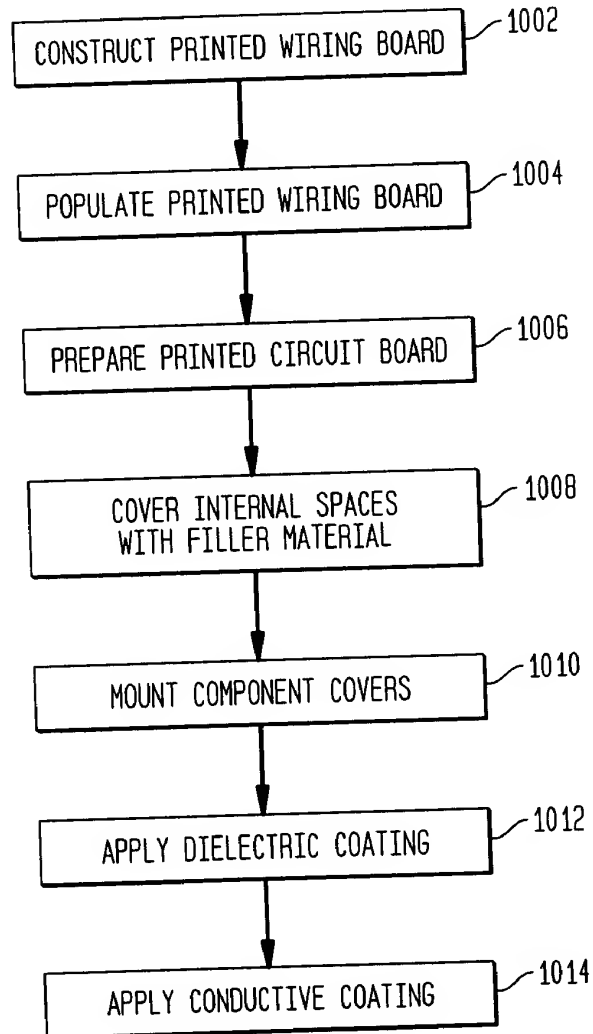 CONSTRUCT PRINTED WIRING BOARD
1002
POPULATE PRINTED WIRING BOARD
1004
PREPARE PRINTED CIRCUIT BOARD
1006
COVER INTERNAL SPACES
WITH FILLER MATERIAL
1008
MOUNT COMPONENT COVERS
1010
APPLY DIELECTRIC COATING
1012
APPLY CONDUCTIVE COATING
1014